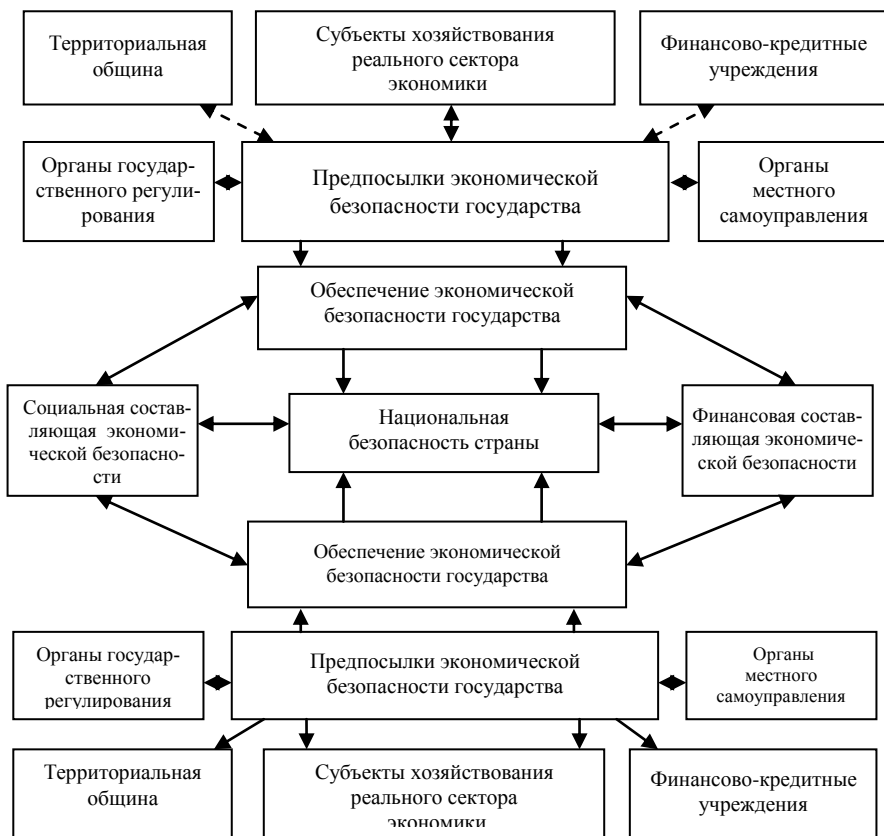 Территориальная
община
Субъекты хозяйствования
реального сектора
экономики
Финансово-кредитные
учреждения
Органы государ-
ственного регули-
рования
Предпосылки экономической
безопасности государства
Органы
местного
самоуправления
Обеспечение экономической
безопасности государства
Социальная состав-
ляющая экономи-
ческой безопасно-
сти
Национальная
безопасность страны
Финансовая состав-
ляющая экономиче-
ской безопасности
Обеспечение экономической
безопасности государства
Органы государ-
ственного
регулирования
Предпосылки экономической
безопасности государства
Органы
местного
самоуправления
Территориальная
община
Субъекты хозяйствования
реального сектора
экономики
Финансово-кредитные
учреждения